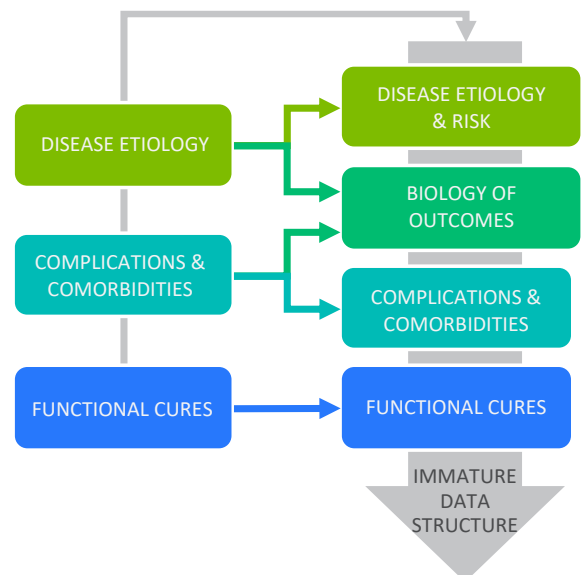 DISEASE ETIOLOGY
COMPLICATIONS &
COMORBIDITIES
FUNCTIONAL CURES
DISEASE ETIOLOGY
& RISK
BIOLOGY OF
OUTCOMES
COMPLICATIONS &
COMORBIDITIES
FUNCTIONAL CURES
IMMATURE
DATA
STRUCTURE